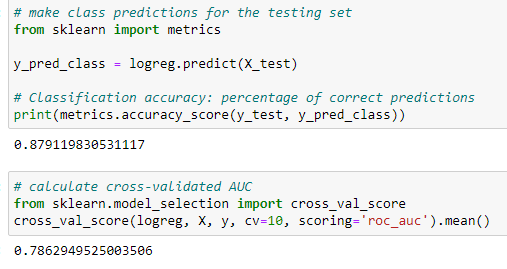 # make class predictions for the testing set
from sklearn import metrics
y_pred_class = logreg.predict(X_test)
# Classification accuracy: percentage of correct predictions
print(metrics.accuracy_score(y_test, y_pred_class))
0.879119830531117
# calculate cross-validated AUC
from sklearn.model_selection import cross_val_score
cross_val_score(logreg, X, y, cv=10, scoring='roc_auc').mean()
0.7862949525003506